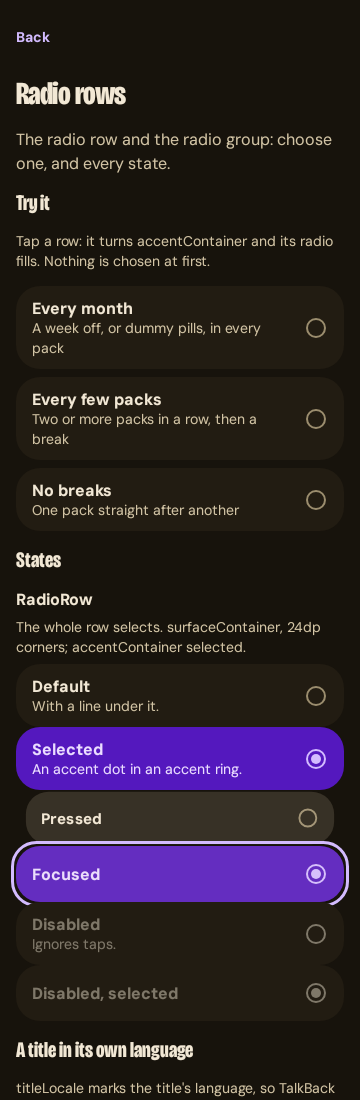 Back
Radio rows
The radio row and the radio group: choose
one, and every state.
Try it
Tap a row: it turns accentContainer and its radio
fills. Nothing is chosen at first.
Every month
A week off, or dummy pills, in every
pack
Every few packs
Two or more packs in a row, then a
break
No breaks
One pack straight after another
States
RadioRow
The whole row selects. surfaceContainer, 24dp
corners; accentContainer selected.
Default
With a line under it.
Selected
An accent dot in an accent ring.
Pressed
Focused
Disabled
Ignores taps.
Disabled, selected
A title in its own language
titleLocale marks the title's language, so TalkBack